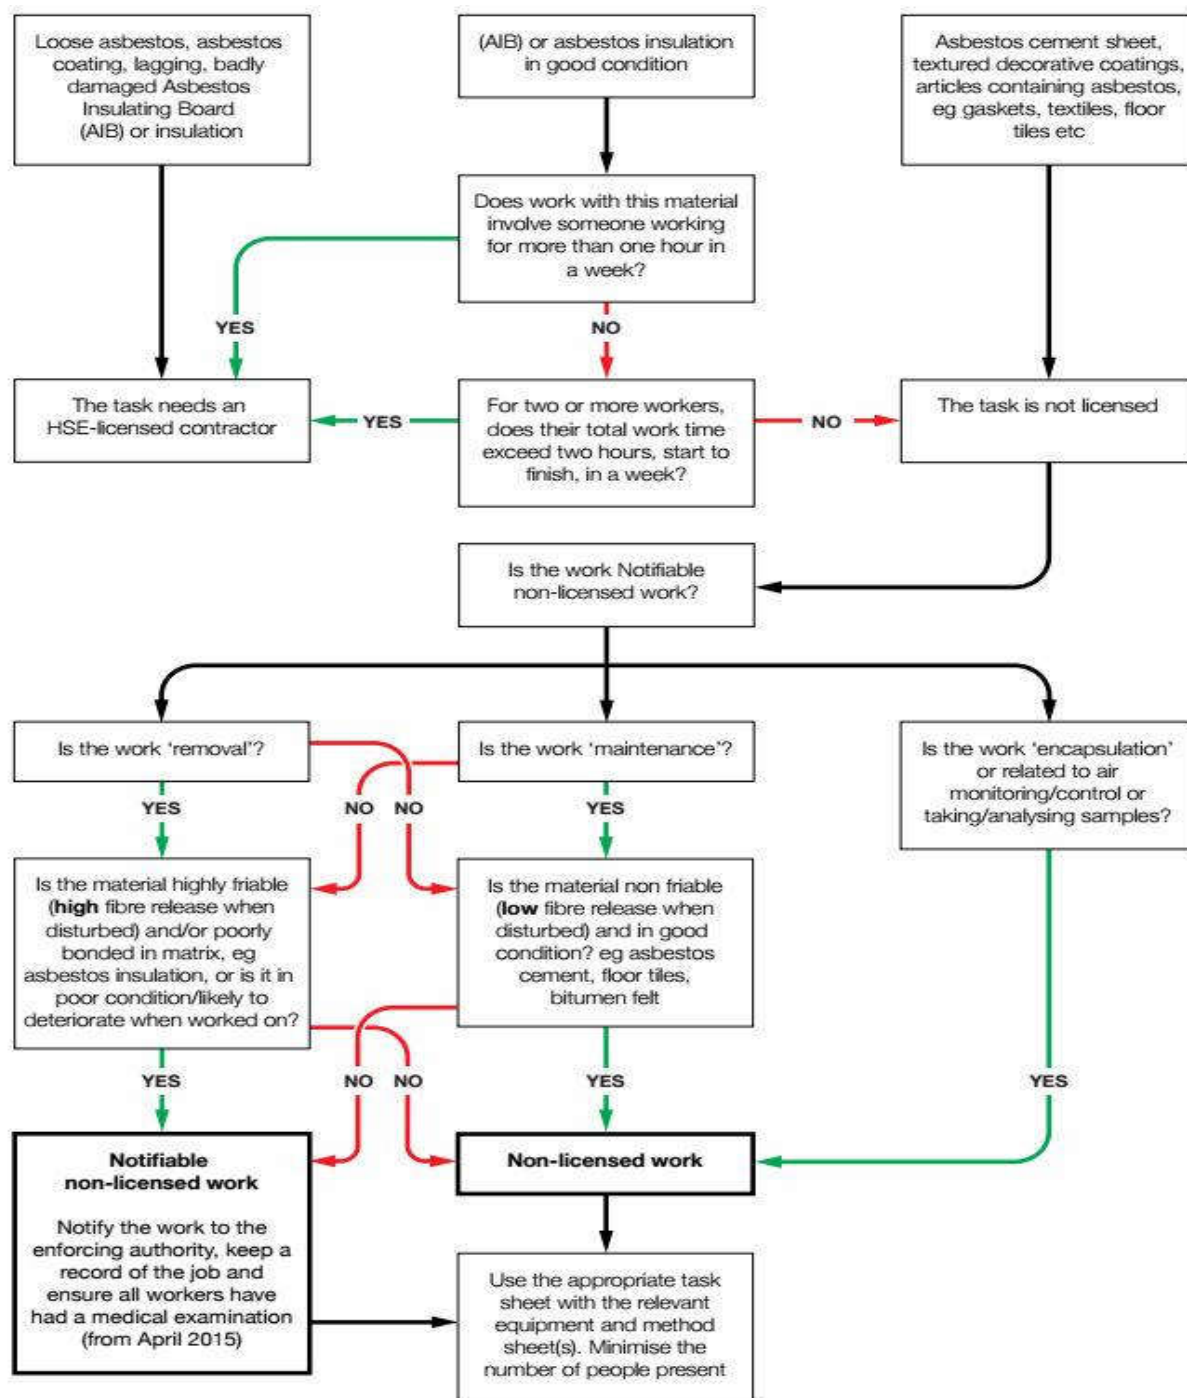 Loose asbestos, asbestos
coating, lagging, badly
damaged Asbestos
Insulating Board
(AIB) or insulation
(AIB) or asbestos insulation
in good condition
Asbestos cement sheet,
textured decorative coatings,
articles containing asbestos,
eg gaskets, textiles, floor
tiles etc
Does work with this material
involve someone working
for more than one hour in
a week?
YES
NO
The task needs an
HSE-licensed contractor
YES
For two or more workers,
does their total work time
exceed two hours, start to
finish, in a week?
NO
The task is not licensed
Is the work Notifiable
non-licensed work?
Is the work ‘removal’?
Is the work ‘maintenance’?
Is the work ‘encapsulation’
or related to air
monitoring/control or
taking/analysing samples?
YES
NO
NO
YES
Is the material highly friable
(high fibre release when
disturbed) and/or poorly
bonded in matrix, eg
asbestos insulation, or is it in
poor condition/likely to
deteriorate when worked on?
Is the material non friable
(low fibre release when
disturbed) and in good
condition? eg asbestos
cement, floor tiles,
bitumen felt
YES
NO
NO
YES
YES
Notifiable
non-licensed work
Notify the work to the
enforcing authority, keep a
record of the job and
ensure all workers have
had a medical examination
(from April 2015)
Non-licensed work
Use the appropriate task
sheet with the relevant
equipment and method
sheet(s). Minimise the
number of people present